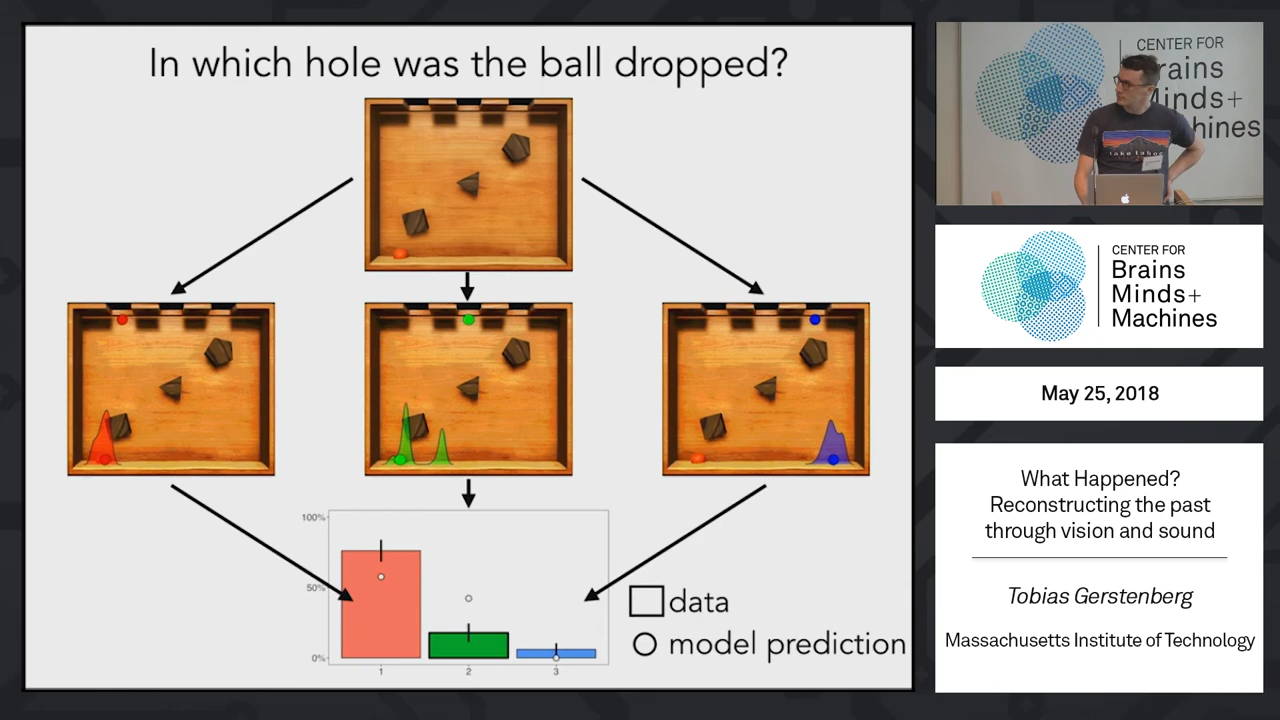 In which hole was the ball dropped?
100%
50%
0%
1
2
3
data
model prediction
CENTER FOR
Brains
Minds+
Machines
May 25, 2018
What Happened?
Reconstructing the past
through vision and sound
Tobias Gerstenberg
Massachusetts Institute of Technology
CENTER FOR
rains
Minds+
hines